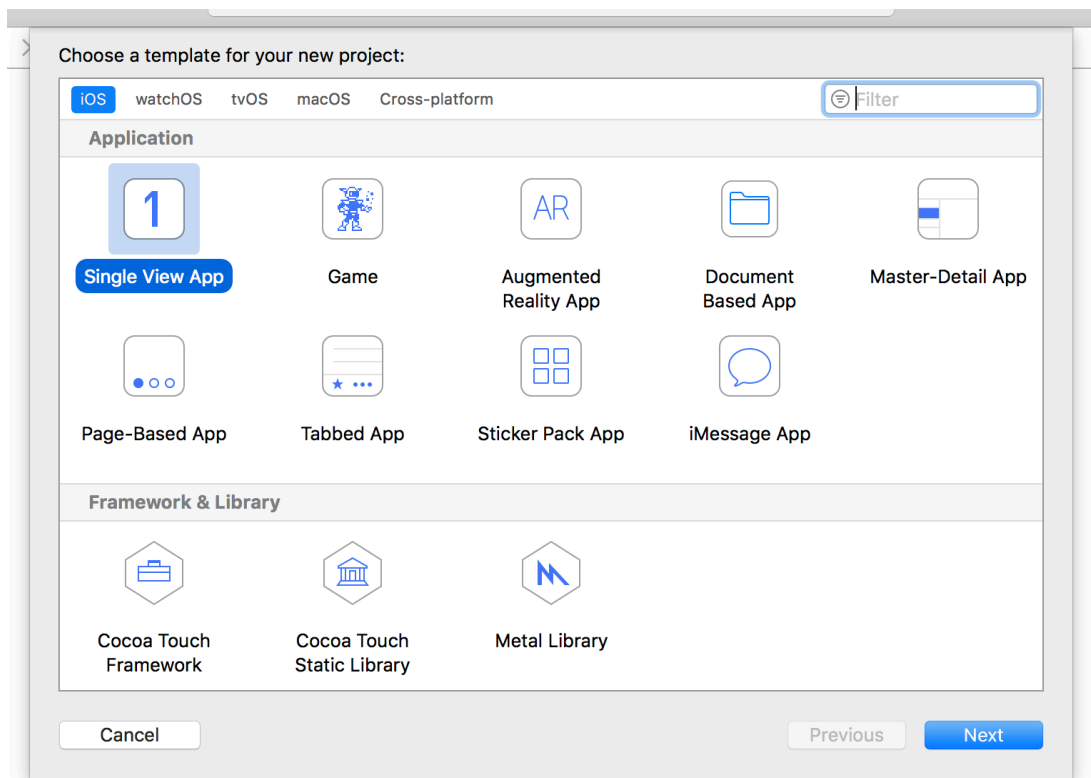 Choose a template for your new project:
iOS watchOS tvOS macOS Cross-platform Filter
Application
1 AR
Single View App Game Augmented Reality App Document Based App Master-Detail App
Page-Based App Tabbed App Sticker Pack App iMessage App
Framework & Library
Cocoa Touch Framework Cocoa Touch Static Library Metal Library
Cancel Previous Next